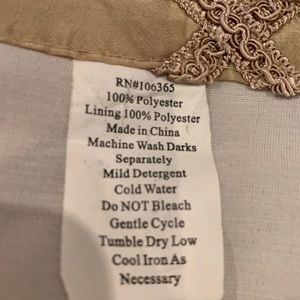 RN#106365
100% Polyester
Lining 100% Polyester
Made in China
Machine Wash Darks
Separately
Mild Detergent
Cold Water
Do NOT Bleach
Gentle Cycle
Tumble Dry Low
Cool Iron As
Necessary